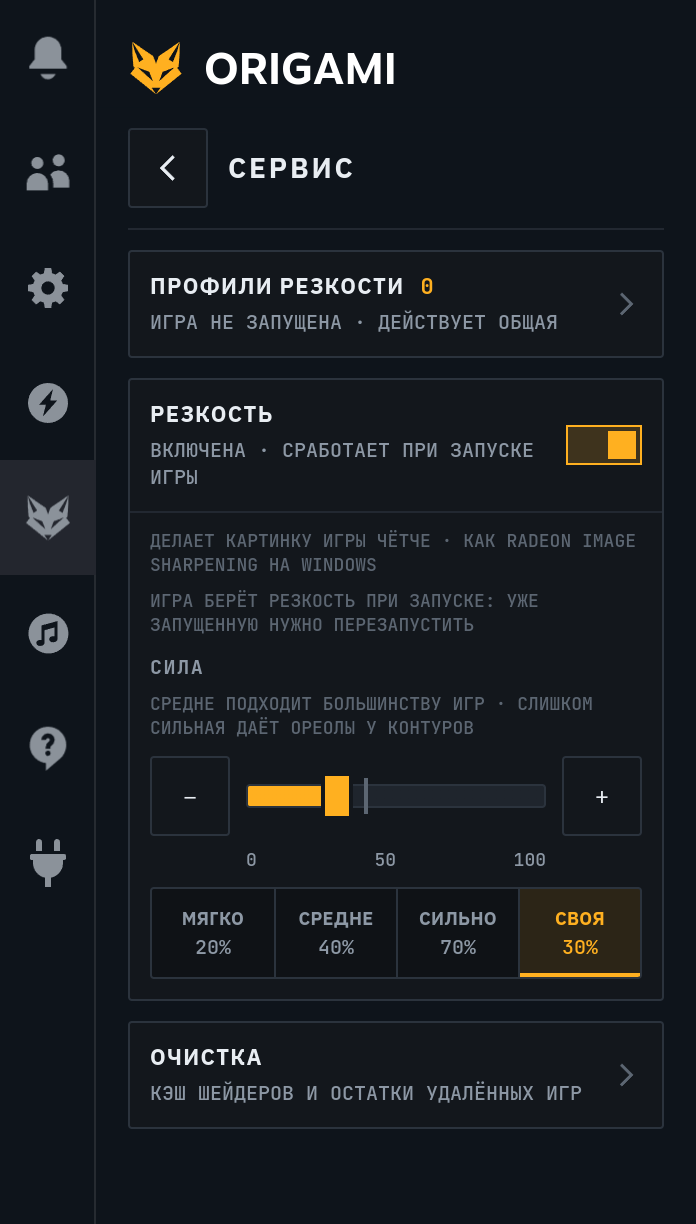 ORIGAMI
СЕРВИС
ПРОФИЛИ РЕЗКОСТИ 0
ИГРА НЕ ЗАПУЩЕНА · ДЕЙСТВУЕТ ОБЩАЯ
РЕЗКОСТЬ
ВКЛЮЧЕНА · СРАБОТАЕТ ПРИ ЗАПУСКЕ
ИГРЫ
ДЕЛАЕТ КАРТИНКУ ИГРЫ ЧЁТЧЕ · КАК RADEON IMAGE
SHARPENING НА WINDOWS
ИГРА БЕРЁТ РЕЗКОСТЬ ПРИ ЗАПУСКЕ: УЖЕ
ЗАПУЩЕННУЮ НУЖНО ПЕРЕЗАПУСТИТЬ
СИЛА
СРЕДНЕ ПОДХОДИТ БОЛЬШИНСТВУ ИГР · СЛИШКОМ
СИЛЬНАЯ ДАЁТ ОРЕОЛЫ У КОНТУРОВ
− +
0 50 100
МЯГКО СРЕДНЕ СИЛЬНО СВОЯ
20% 40% 70% 30%
ОЧИСТКА
КЭШ ШЕЙДЕРОВ И ОСТАТКИ УДАЛЁННЫХ ИГР